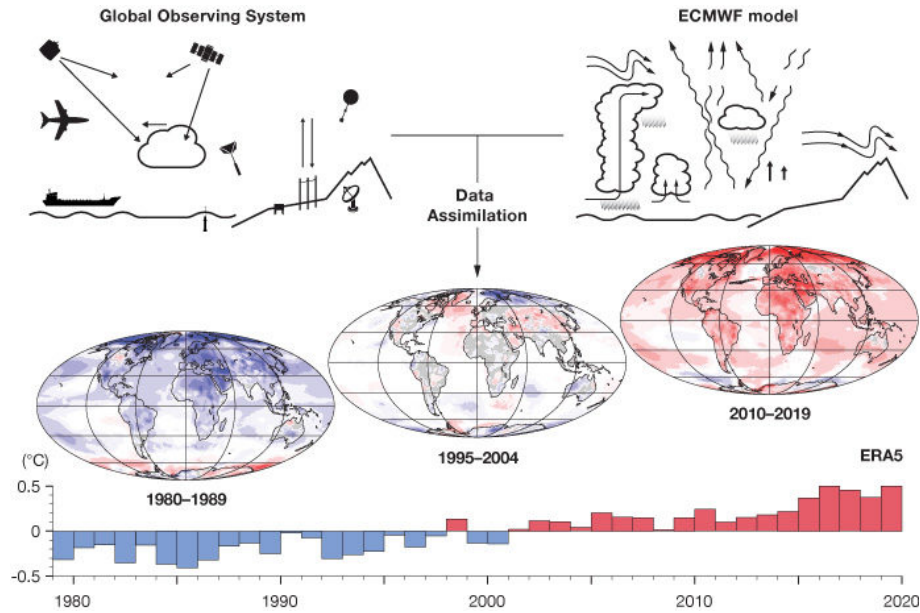 Global Observing System
ECMWF model
Data
Assimilation
1980–1989
1995–2004
2010–2019
ERA5
(°C)
0.5
0
-0.5
1980
1990
2000
2010
2020